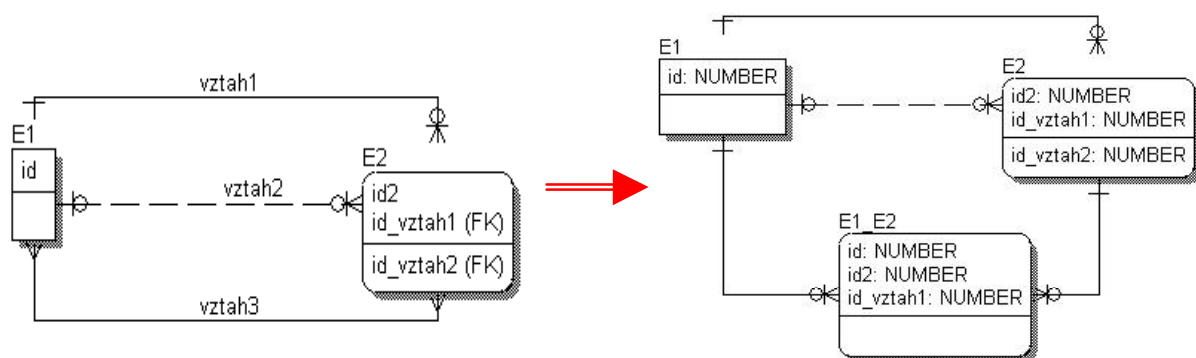 vztah1
E1
id
vztah2
E2
id2
id_vztah1 (FK)
id_vztah2 (FK)
vztah3
E1
id: NUMBER
E2
id2: NUMBER
id_vztah1: NUMBER
id_vztah2: NUMBER
E1_E2
id: NUMBER
id2: NUMBER
id_vztah1: NUMBER